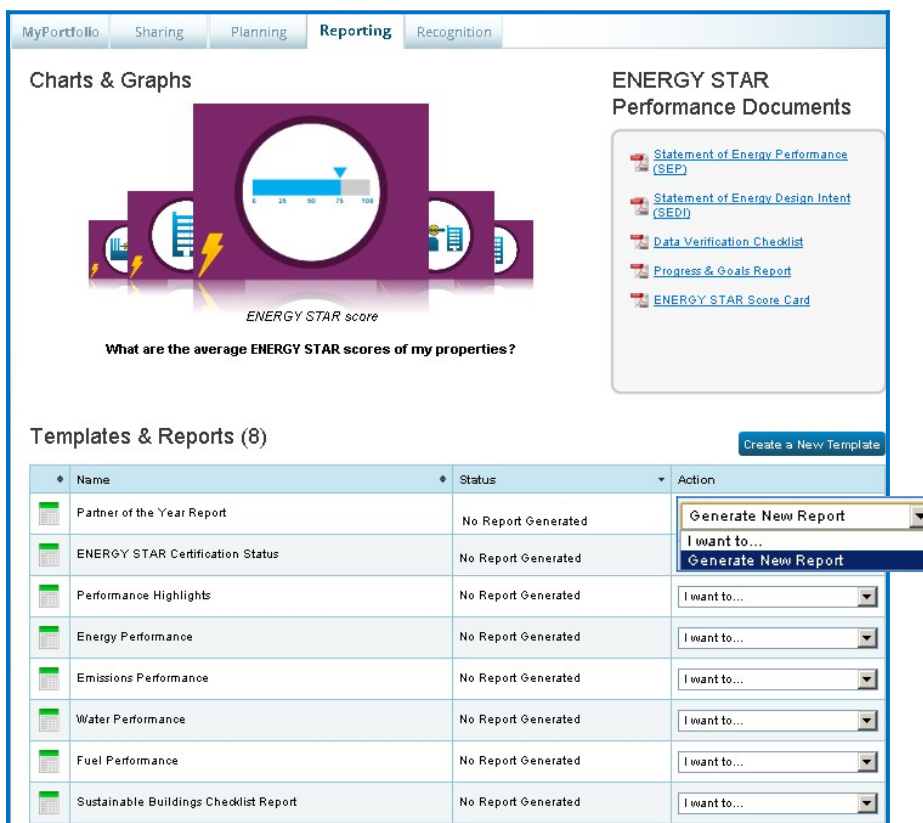 MyPortfolio Sharing Planning Reporting Recognition
Charts & Graphs
0 25 50 75 100
ENERGY STAR score
What are the average ENERGY STAR scores of my properties?
ENERGY STAR
Performance Documents
Statement of Energy Performance
(SEP)
Statement of Energy Design Intent
(SEDI)
Data Verification Checklist
Progress & Goals Report
ENERGY STAR Score Card
Templates & Reports (8)
Create a New Template
Name Status Action
Partner of the Year Report No Report Generated Generate New Report
I want to...
Generate New Report
ENERGY STAR Certification Status No Report Generated
Performance Highlights No Report Generated I want to...
Energy Performance No Report Generated I want to...
Emissions Performance No Report Generated I want to...
Water Performance No Report Generated I want to...
Fuel Performance No Report Generated I want to...
Sustainable Buildings Checklist Report No Report Generated I want to...